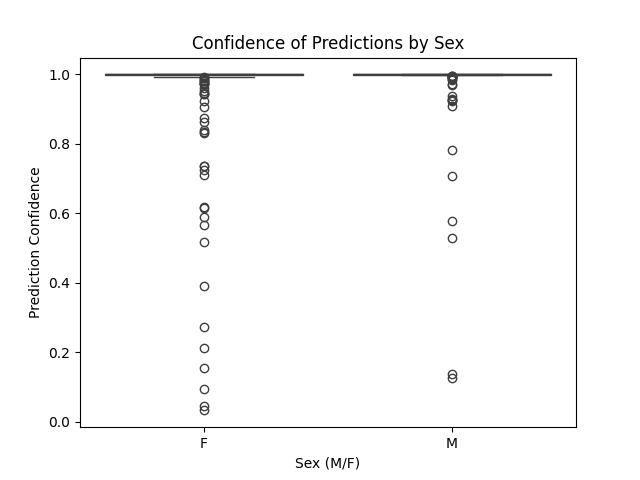 Confidence of Predictions by Sex
1.0
0.8
0.6
0.4
0.2
0.0
Prediction Confidence
F
M
Sex (M/F)